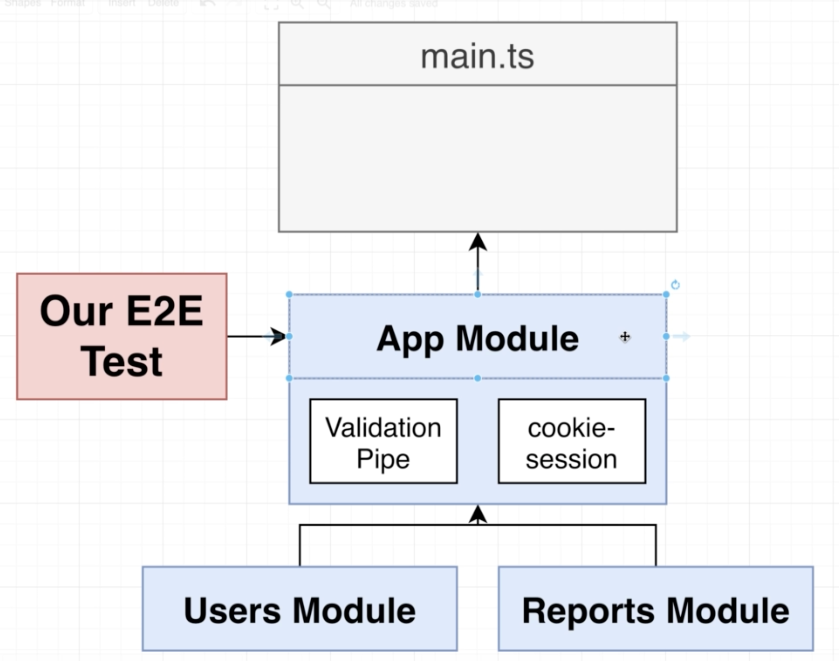 Shapes Format Insert Delete All changes saved
main.ts
Our E2E
Test
App Module
Validation
Pipe
cookie-
session
Users Module
Reports Module